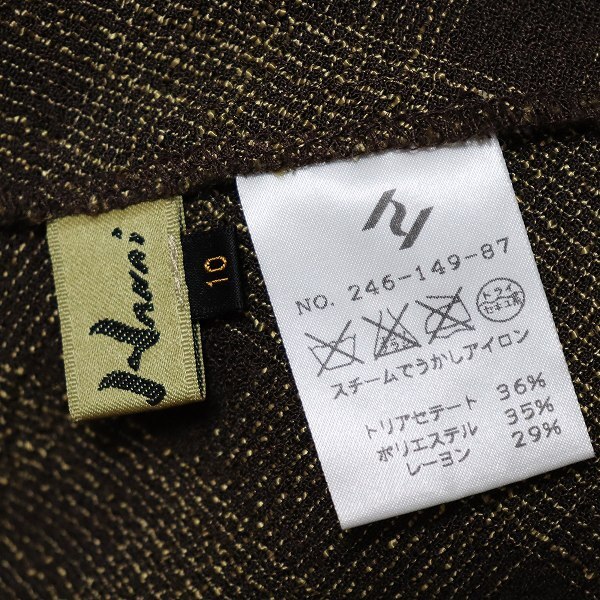 J-Hanai
10
NO. 246-149-87
ドライ
セキユ系
スチームでうかしアイロン
トリアセテート 36%
ポリエステル 35%
レーヨン 29%